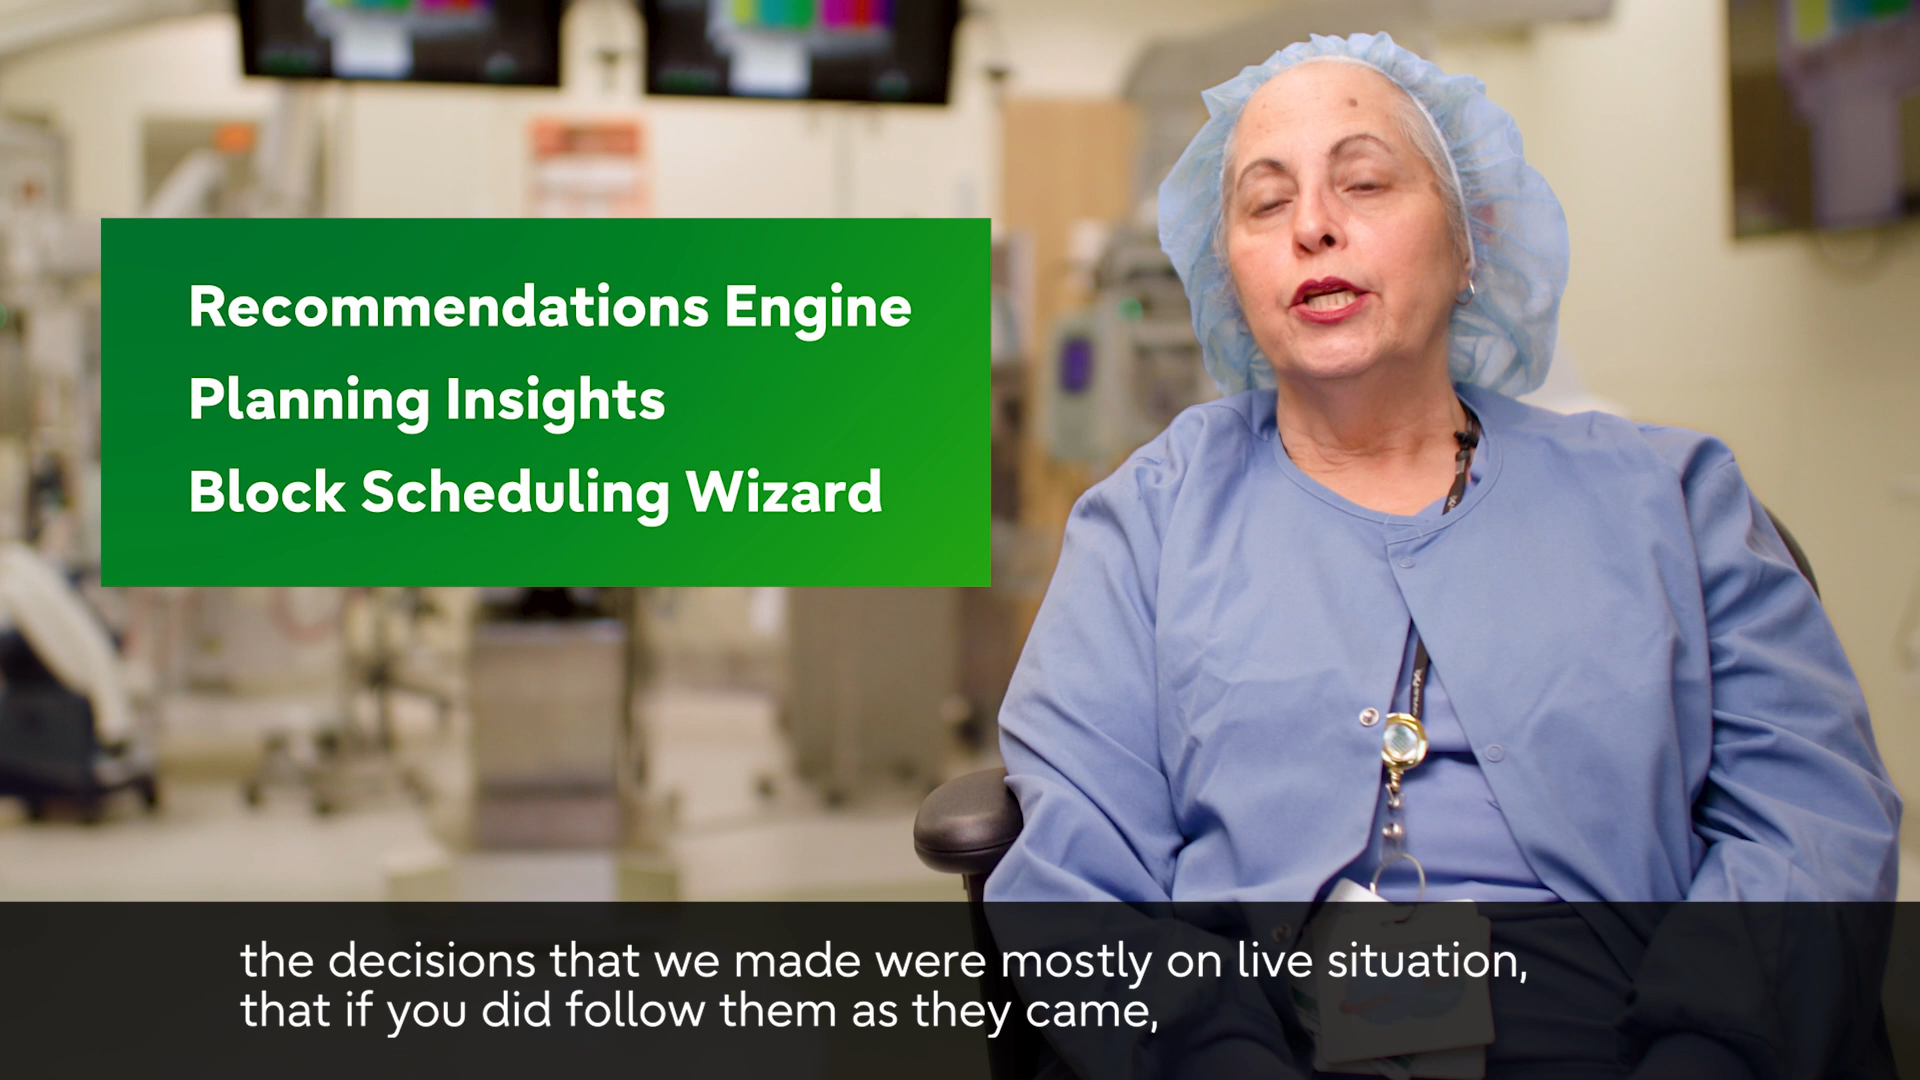 Recommendations Engine
Planning Insights
Block Scheduling Wizard
the decisions that we made were mostly on live situation,
that if you did follow them as they came,